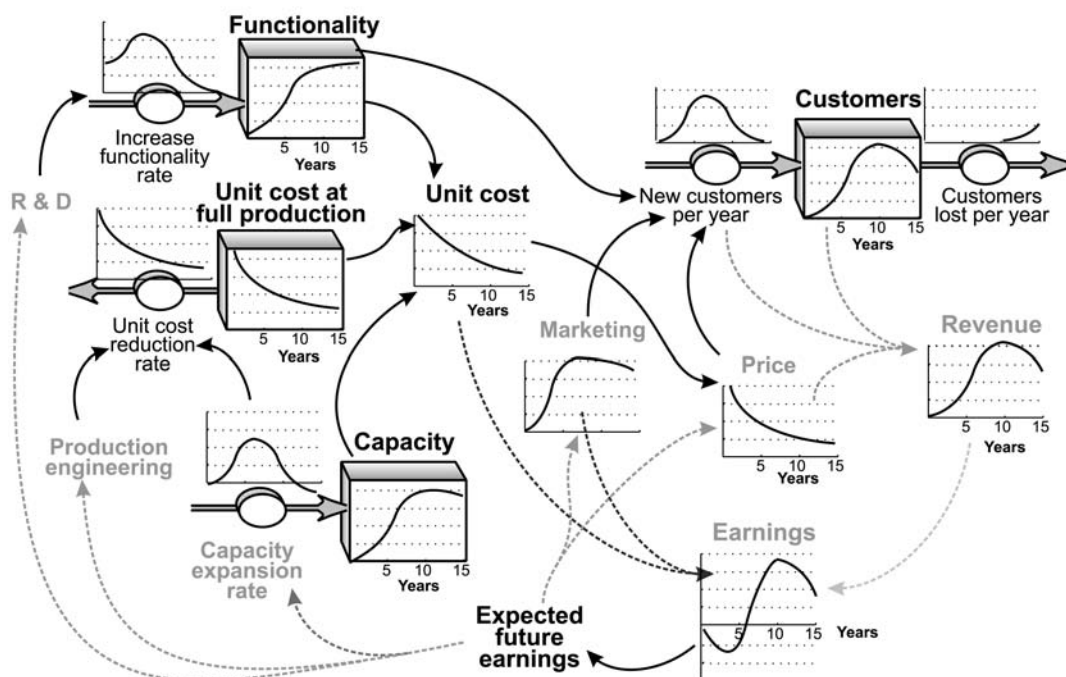 Functionality
5 10 15
Years
Increase
functionality
rate
Customers
5 10 15
Years
New customers
per year
Customers
lost per year
R & D
Unit cost at
full production
5 10 15
Years
Unit cost
5 10 15
Years
Unit cost
reduction
rate
Marketing
Price
5 10 15
Years
Revenue
5 10 15
Years
Production
engineering
Capacity
5 10 15
Years
Capacity
expansion
rate
Earnings
5 10 15 Years
Expected
future
earnings